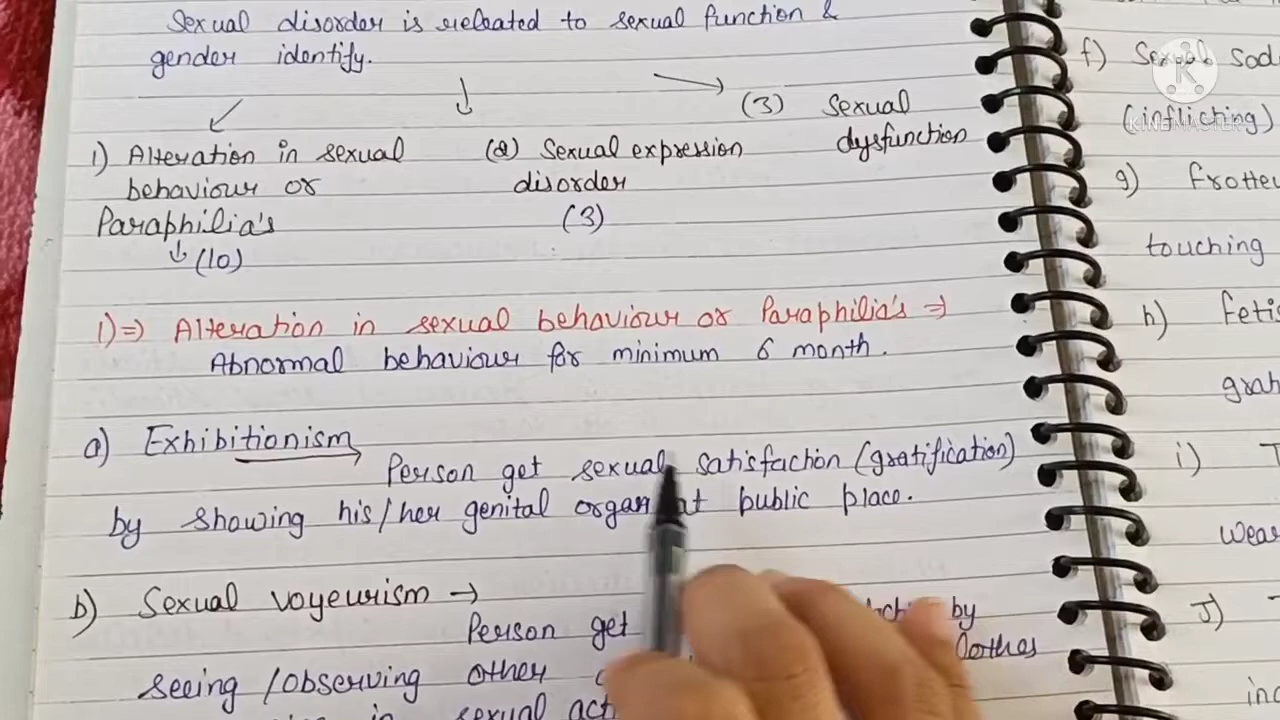 Sexual disorder is related to sexual function &
gender identify.
1) Alteration in sexual
behaviour or
Paraphilia's
(10)
(2) Sexual expression
disorder
(3)
(3) Sexual
dysfunction
1) => Alteration in sexual behaviour or Paraphilia's =>
Abnormal behaviour for minimum 6 month.
a) Exhibitionism →
Person get sexual satisfaction (gratification)
by showing his/her genital organ at public place.
b) Sexual voyeurism →
Person get by
seeing /observing other clothes
in sexual act
f) Sexual
(inflicting)
g)
touching
h)
i)
J)
K
KINEMASTER